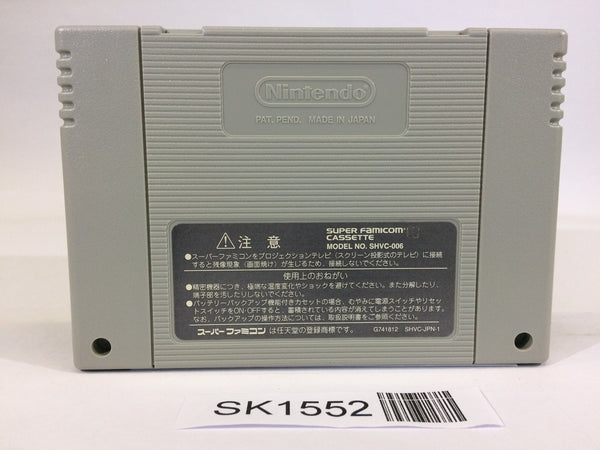 Nintendo
PAT. PEND. MADE IN JAPAN
注意
SUPER FAMICOM
CASSETTE
MODEL NO. SHVC-006
●スーパーファミコンをプロジェクションテレビ（スクリーン投影式のテレビ）に接続
すると残像現象（画面焼け）が生じるため、接続しないでください。
使用上のおねがい
●精密機器につき、極端な温度変化やショックを避けてください。また分解したり、
端子部を汚したりしないでください。
●バッテリーバックアップ機能付きカセットの場合、むやみに電源スイッチやリセッ
トスイッチをON・OFFすると、蓄積されている内容が消えてしまうことがあります。
なお、バックアップの操作方法については、取扱説明書をご参照ください。
スーパーファミコン は任天堂の登録商標です。
G741812 SHVC-JPN-1
SK1552